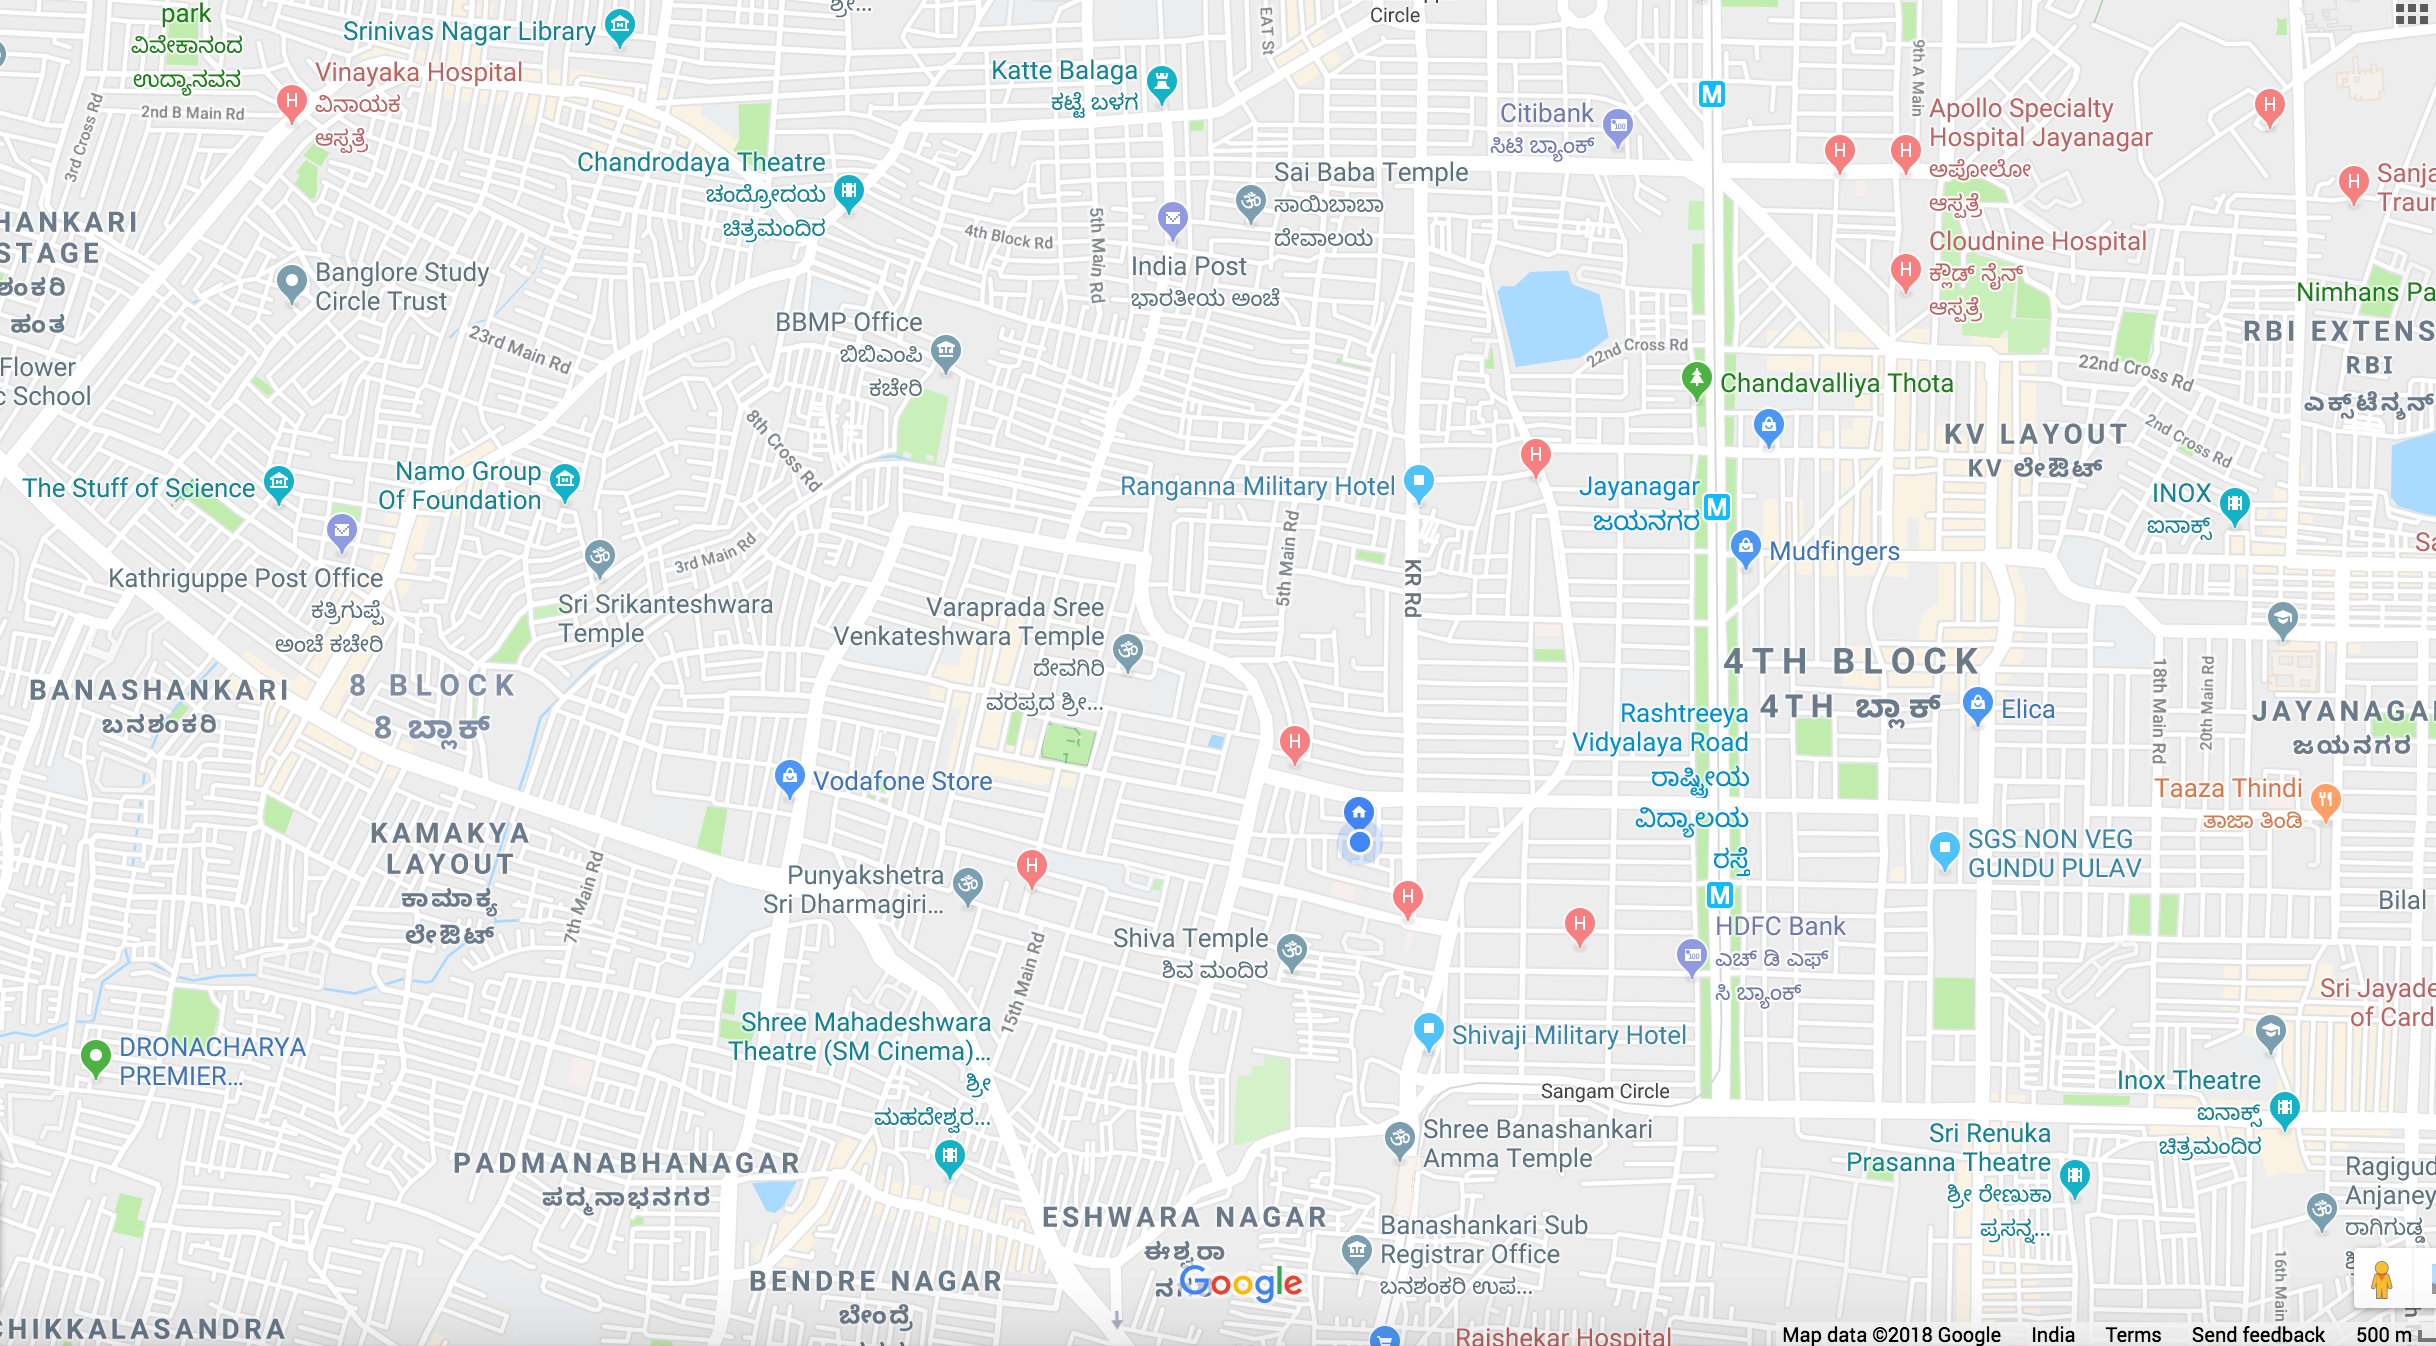 park
ವಿವೇಕಾನಂದ
ಉದ್ಯಾನವನ
Srinivas Nagar Library
ಶ್ರೀ...
EAT St
Circle
9th A Main
Vinayaka Hospital
ವಿನಾಯಕ
ಆಸ್ಪತ್ರೆ
2nd B Main Rd
3rd Cross Rd
Katte Balaga
ಕಟ್ಟೆ ಬಳಗ
Citibank
ಸಿಟಿ ಬ್ಯಾಂಕ್
Apollo Specialty
Hospital Jayanagar
ಅಪೋಲೋ
ಆಸ್ಪತ್ರೆ
Chandrodaya Theatre
ಚಂದ್ರೋದಯ
ಚಿತ್ರಮಂದಿರ
Sai Baba Temple
ಸಾಯಿಬಾಬಾ
ದೇವಾಲಯ
Sanja
Traur
HANKARI
STAGE
ಶಂಕರಿ
ಹಂತ
4th Block Rd
5th Main Rd
India Post
ಭಾರತೀಯ ಅಂಚೆ
Cloudnine Hospital
ಕ್ಲೌಡ್ ನೈನ್
ಆಸ್ಪತ್ರೆ
Banglore Study
Circle Trust
Nimhans Pa
RBI EXTENS
RBI
ಎಕ್ಸ್‌ಟೆನ್ಶನ್
BBMP Office
ಬಿಬಿಎಂಪಿ
ಕಚೇರಿ
23rd Main Rd
22nd Cross Rd
22nd Cross Rd
Flower
c School
Chandavalliya Thota
8th Cross Rd
KV LAYOUT
KV ಲೇಔಟ್
2nd Cross Rd
The Stuff of Science
Namo Group
Of Foundation
Ranganna Military Hotel
Jayanagar
ಜಯನಗರ
INOX
ಐನಾಕ್ಸ್
3rd Main Rd
5th Main Rd
KR Rd
Mudfingers
Sa
Kathriguppe Post Office
ಕತ್ರಿಗುಪ್ಪೆ
ಅಂಚೆ ಕಚೇರಿ
Sri Srikanteshwara
Temple
Varaprada Sree
Venkateshwara Temple
ದೇವಗಿರಿ
ವರಪ್ರದ ಶ್ರೀ...
4TH BLOCK
4TH ಬ್ಲಾಕ್
BANASHANKARI
ಬನಶಂಕರಿ
8 BLOCK
8 ಬ್ಲಾಕ್
Rashtreeya
Vidyalaya Road
ರಾಷ್ಟ್ರೀಯ
ವಿದ್ಯಾಲಯ
ರಸ್ತೆ
Elica
18th Main Rd
20th Main Rd
JAYANAGA
ಜಯನಗರ
Vodafone Store
Taaza Thindi
ತಾಜಾ ತಿಂಡಿ
KAMAKYA
LAYOUT
ಕಾಮಾಕ್ಯ
ಲೇಔಟ್
7th Main Rd
Punyakshetra
Sri Dharmagiri...
SGS NON VEG
GUNDU PULAV
Bilal
HDFC Bank
ಎಚ್ ಡಿ ಎಫ್
ಸಿ ಬ್ಯಾಂಕ್
Shiva Temple
ಶಿವ ಮಂದಿರ
15th Main Rd
Sri Jayade
of Card
Shree Mahadeshwara
Theatre (SM Cinema)...
ಶ್ರೀ
ಮಹದೇಶ್ವರ...
DRONACHARYA
PREMIER...
Shivaji Military Hotel
Sangam Circle
Inox Theatre
ಐನಾಕ್ಸ್
ಚಿತ್ರಮಂದಿರ
Shree Banashankari
Amma Temple
Sri Renuka
Prasanna Theatre
ಶ್ರೀ ರೇಣುಕಾ
ಪ್ರಸನ್ನ...
PADMANABHANAGAR
ಪದ್ಮನಾಭನಗರ
Ragigud
Anjaney
ರಾಗಿಗುಡ್ಡ
ESHWARA NAGAR
ಈಶ್ವರಾ
Banashankari Sub
Registrar Office
ಬನಶಂಕರಿ ಉಪ...
16th Main
BENDRE NAGAR
ಬೇಂದ್ರೆ
Google
CHIKKALASANDRA
Rajshekar Hospital
Map data ©2018 Google India Terms Send feedback 500 m